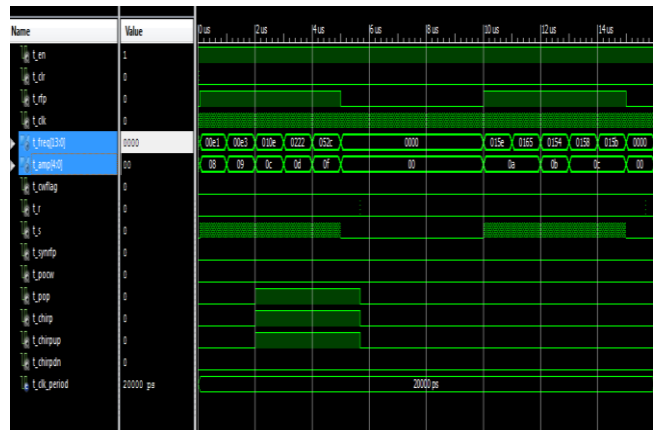 Name Value 0 us 2 us 4 us 6 us 8 us 10 us 12 us 14 us
t_en 1
t_clr 0
t_rfp 0
t_clk 0
t_freq[13:0] 0000 00e1 00e3 010e 0222 052c 0000 015e 0165 0154 0158 015b 0000
t_amp[4:0] 00 08 09 0c 0d 0f 00 0a 0b 0c 00
t_cwflag 0
t_r 0
t_s 0
t_synrfp 0
t_pocw 0
t_pop 0
t_chirp 0
t_chirpup 0
t_chirpdn 0
t_clk_period 20000 ps 20000 ps